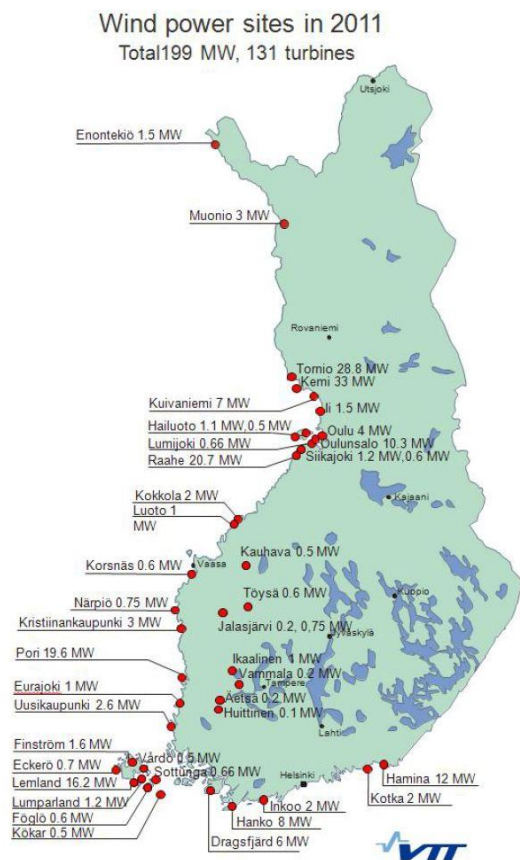 Wind power sites in 2011
Total199 MW, 131 turbines
Utsjoki
Enontekiö 1.5 MW
Muonio 3 MW
Rovaniemi
Tornio 28.8 MW
Kemi 33 MW
Kuivaniemi 7 MW
Ii 1.5 MW
Hailuoto 1.1 MW,0.5 MW
Oulu 4 MW
Lumijoki 0.66 MW
Oulunsalo 10.3 MW
Raahe 20.7 MW
Siikajoki 1.2 MW,0.6 MW
Kajaani
Kokkola 2 MW
Luoto 1
MW
Kauhava 0.5 MW
Vaasa
Korsnäs 0.6 MW
Töysä 0.6 MW
Kuopio
Närpiö 0.75 MW
Jalasjärvi 0.2, 0,75 MW
Kristiinankaupunki 3 MW
Jyväskylä
Ikaalinen 1 MW
Pori 19.6 MW
Vammala 0.2 MW
Tampere
Eurajoki 1 MW
Äetsä 0.2 MW
Uusikaupunki 2.6 MW
Huittinen 0.1 MW
Lahti
Finström 1.6 MW
Vårdö 0.5 MW
Eckerö 0.7 MW
Sottunga 0.66 MW
Helsinki
Lemland 16.2 MW
Hamina 12 MW
Lumparland 1.2 MW
Kotka 2 MW
Föglö 0.6 MW
Inkoo 2 MW
Kökar 0.5 MW
Hanko 8 MW
Dragsfjärd 6 MW
VTT